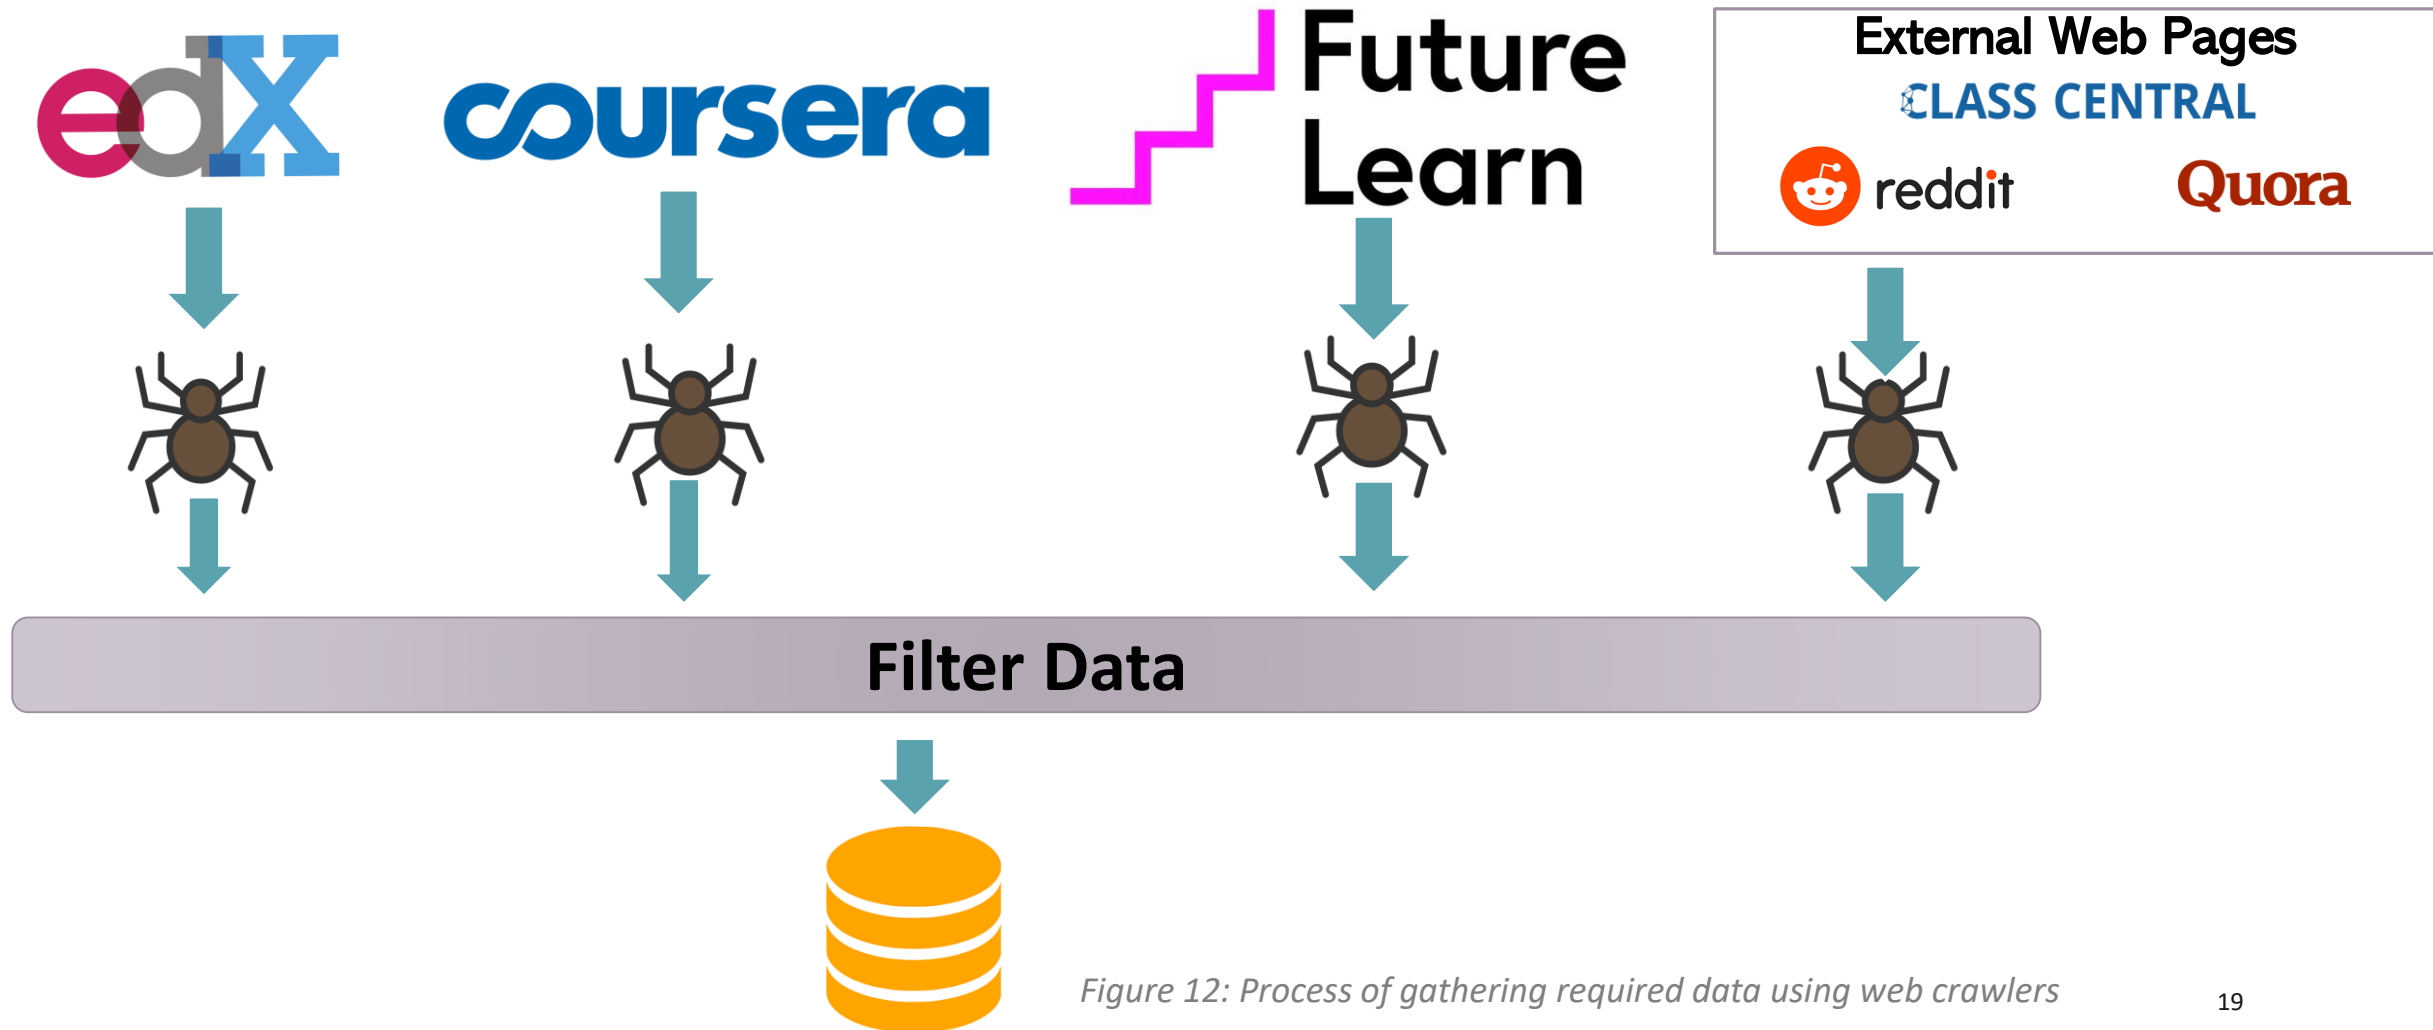 edX
coursera
Future
Learn
External Web Pages
CLASS CENTRAL
reddit
Quora
Filter Data
Figure 12: Process of gathering required data using web crawlers
19